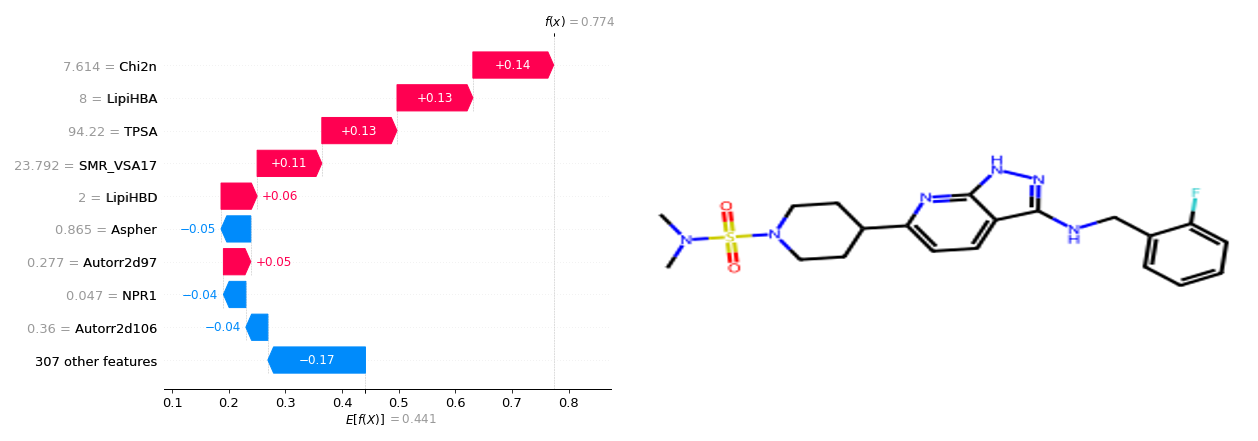 f(x) = 0.774
7.614 = Chi2n
+0.14
8 = LipiHBA
+0.13
94.22 = TPSA
+0.13
23.792 = SMR_VSA17
+0.11
2 = LipiHBD
+0.06
0.865 = Aspher
−0.05
0.277 = Autorr2d97
+0.05
0.047 = NPR1
−0.04
0.36 = Autorr2d106
−0.04
307 other features
−0.17
0.1 0.2 0.3 0.4 0.5 0.6 0.7 0.8
E[f(X)] = 0.441
H
N
N
N
F
O
N
S
N
N
H
O